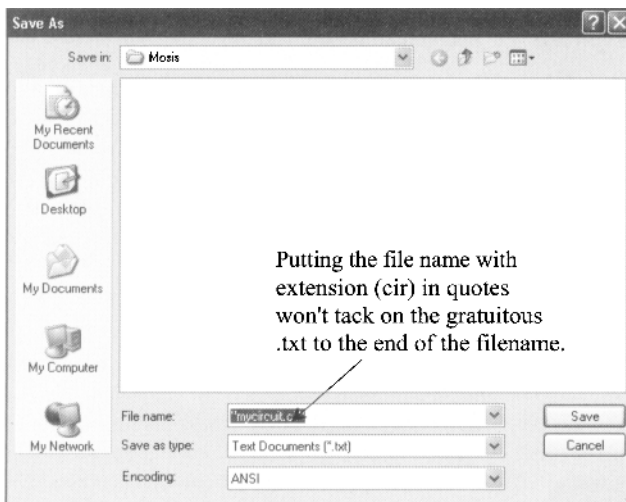 Save As
Save in: Mosis
My Recent
Documents
Desktop
My Documents
My Computer
My Network
Putting the file name with
extension (cir) in quotes
won't tack on the gratuitous
.txt to the end of the filename.
File name:
Save
Save as type: Text Documents (*.txt)
Cancel
Encoding: ANSI